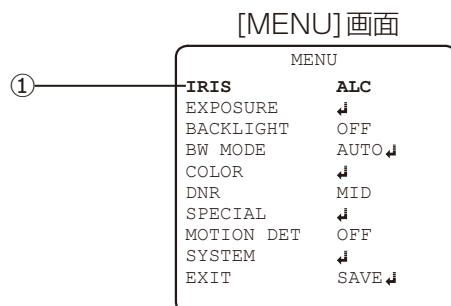 [MENU]画面
MENU
①
IRIS ALC
EXPOSURE ↲
BACKLIGHT OFF
BW MODE AUTO↲
COLOR ↲
DNR MID
SPECIAL ↲
MOTION DET OFF
SYSTEM ↲
EXIT SAVE↲